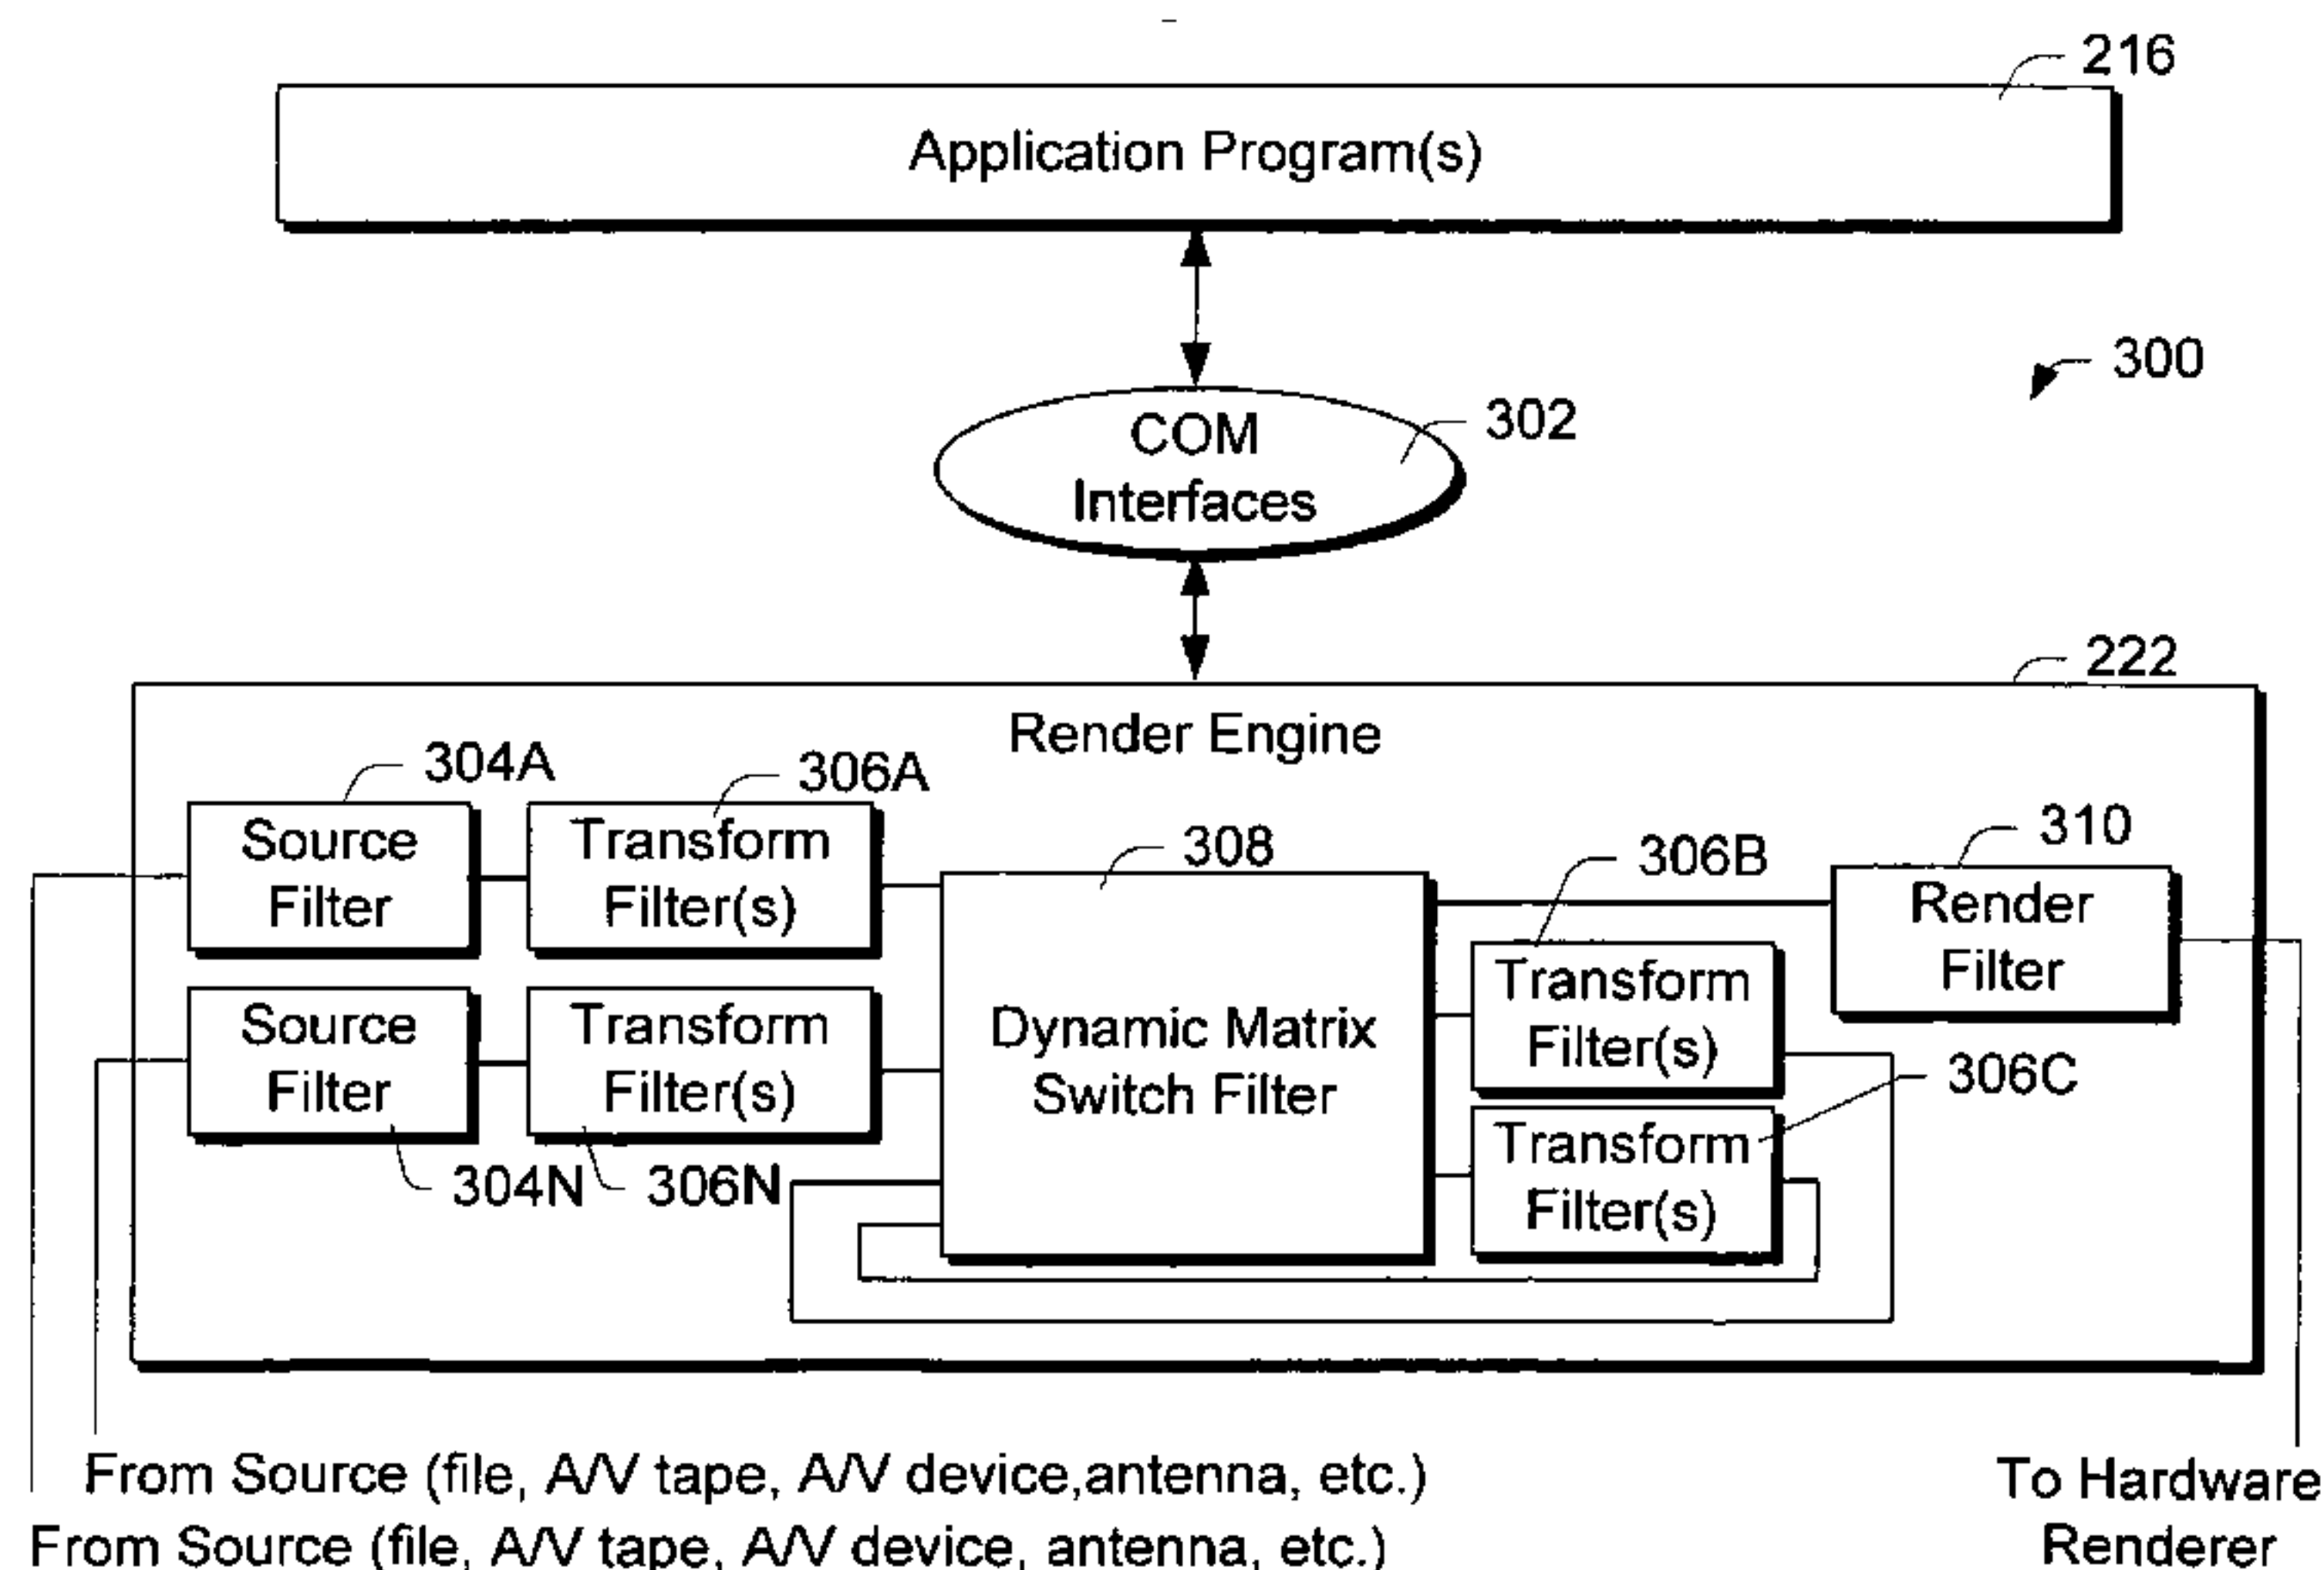 216
Application Program(s)
300
COM
Interfaces
302
222
Render Engine
304A
306A
Source
Filter
Transform
Filter(s)
308
306B
310
Render
Filter
Source
Filter
Transform
Filter(s)
Dynamic Matrix
Switch Filter
Transform
Filter(s)
306C
304N
306N
Transform
Filter(s)
From Source (file, A/V tape, A/V device,antenna, etc.)
From Source (file, A/V tape, A/V device, antenna, etc.)
To Hardware
Renderer